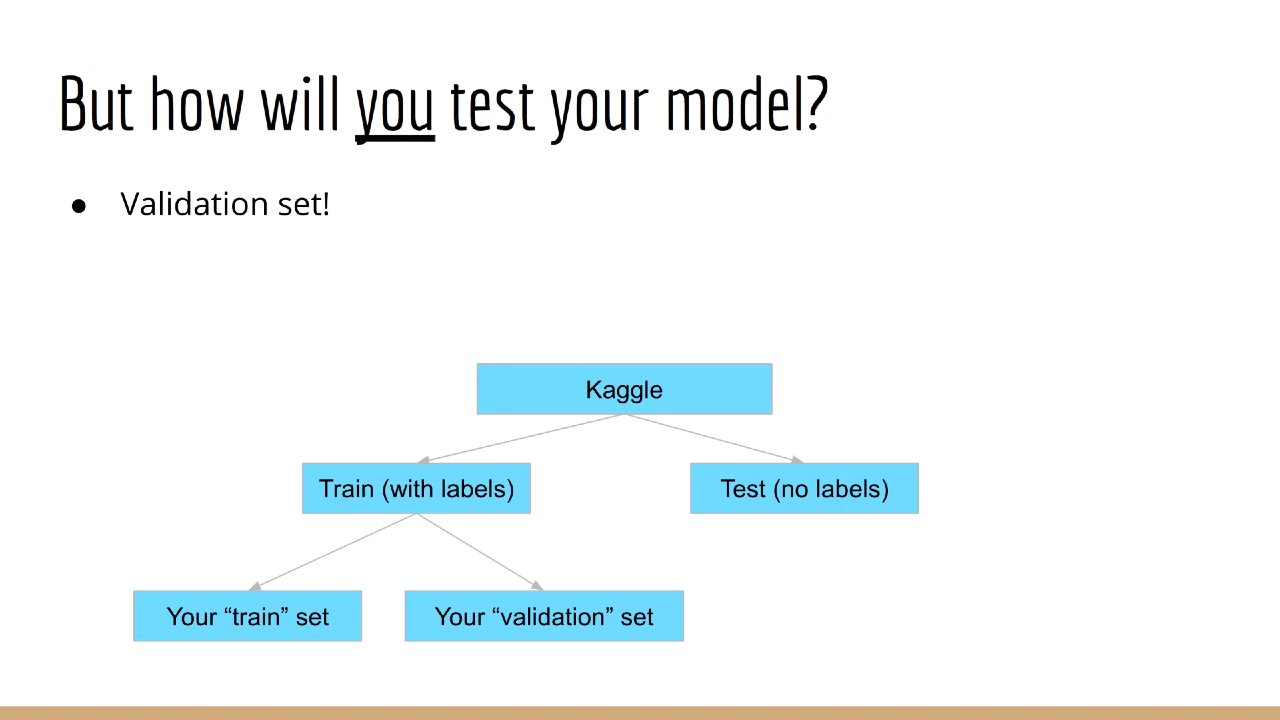 But how will you test your model?
● Validation set!
Kaggle
Train (with labels)
Test (no labels)
Your “train” set
Your “validation” set